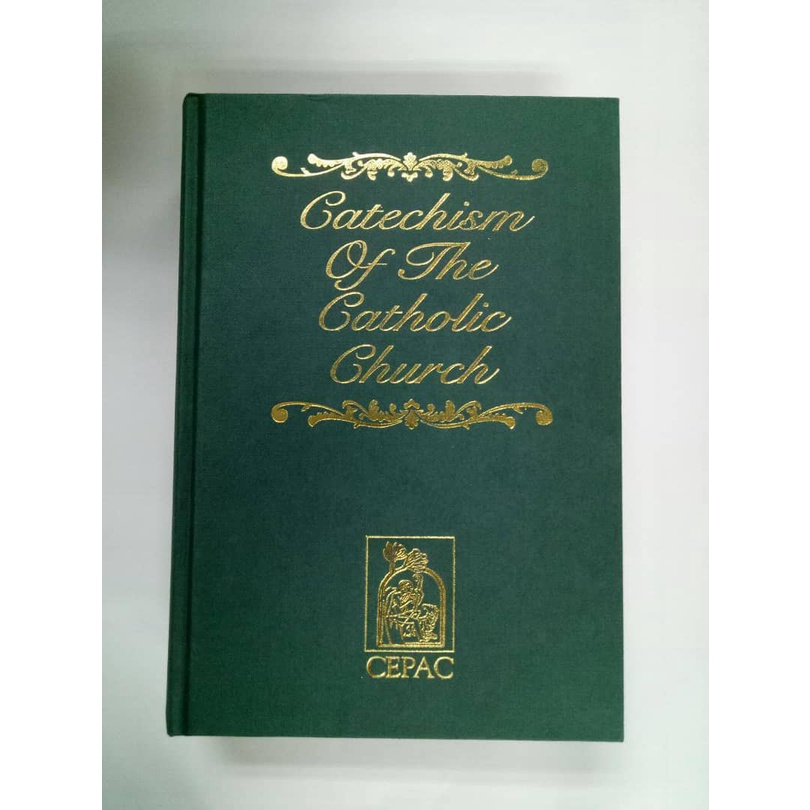 Catechism
Of The
Catholic
Church
CEPAC